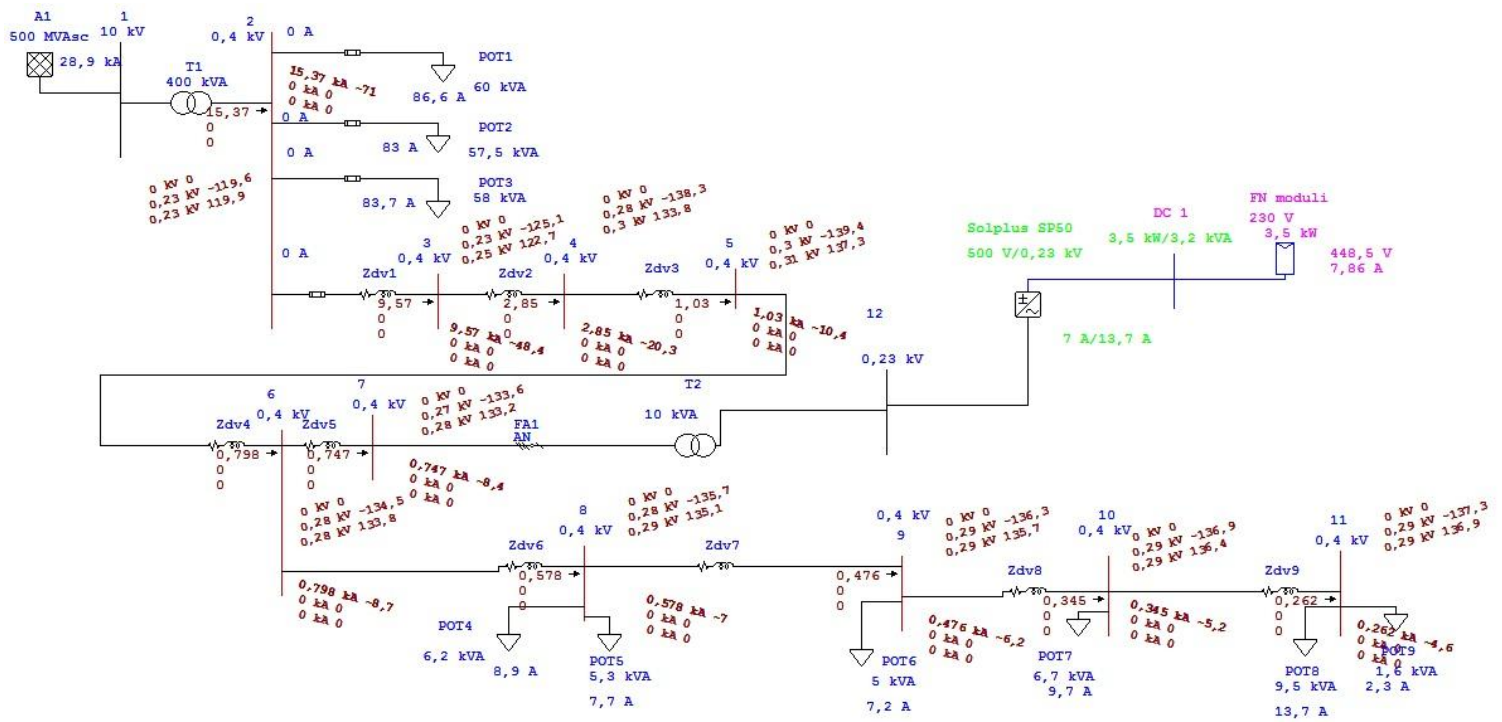 A1
500 MVAsc
28,9 kA
1
10 kV
T1
400 kVA
2
0,4 kV
0 A
15,37 kA ~71
0 kA 0
0 kA 0
15,37
0
0
POT1
60 kVA
86,6 A
0 A
POT2
57,5 kVA
83 A
0 A
POT3
58 kVA
83,7 A
0 kV 0
0,23 kV -119,6
0,23 kV 119,9
0 A
Zdv1
9,57
0
0
3
0,4 kV
0 kV 0
0,23 kV -125,1
0,25 kV 122,7
9,57 kA ~48,4
0 kA 0
0 kA 0
Zdv2
2,85
0
0
4
0,4 kV
0 kV 0
0,28 kV -138,3
0,3 kV 133,8
2,85 kA ~20,3
0 kA 0
0 kA 0
Zdv3
1,03
0
0
5
0,4 kV
0 kV 0
0,3 kV -139,4
0,31 kV 137,3
1,03 kA ~10,4
0 kA 0
0 kA 0
Solplus SP50
500 V/0,23 kV
7 A/13,7 A
DC 1
3,5 kW/3,2 kVA
FN moduli
230 V
3,5 kW
448,5 V
7,86 A
12
0,23 kV
T2
10 kVA
FA1
AN
6
0,4 kV
Zdv4
0,798
0
0
Zdv5
0,747
0
0
7
0,4 kV
0 kV 0
0,27 kV -133,6
0,28 kV 133,2
0,747 kA ~8,4
0 kA 0
0 kA 0
0 kV 0
0,28 kV -134,5
0,28 kV 133,8
0,798 kA ~8,7
0 kA 0
0 kA 0
Zdv6
0,578
0
0
8
0,4 kV
0 kV 0
0,28 kV -135,7
0,29 kV 135,1
0,578 kA ~7
0 kA 0
0 kA 0
POT4
6,2 kVA
8,9 A
POT5
5,3 kVA
7,7 A
Zdv7
0,476
0
0
0,4 kV
9
0 kV 0
0,29 kV -136,3
0,29 kV 135,7
0,476 kA ~6,2
0 kA 0
0 kA 0
POT6
5 kVA
7,2 A
Zdv8
0,345
0
0
10
0,4 kV
0 kV 0
0,29 kV -136,9
0,29 kV 136,4
0,345 kA ~5,2
0 kA 0
0 kA 0
POT7
6,7 kVA
9,7 A
Zdv9
0,262
0
0
11
0,4 kV
0 kV 0
0,29 kV -137,3
0,29 kV 136,9
0,262 kA ~4,6
0 kA 0
0 kA 0
POT8
9,5 kVA
13,7 A
POT9
1,6 kVA
2,3 A